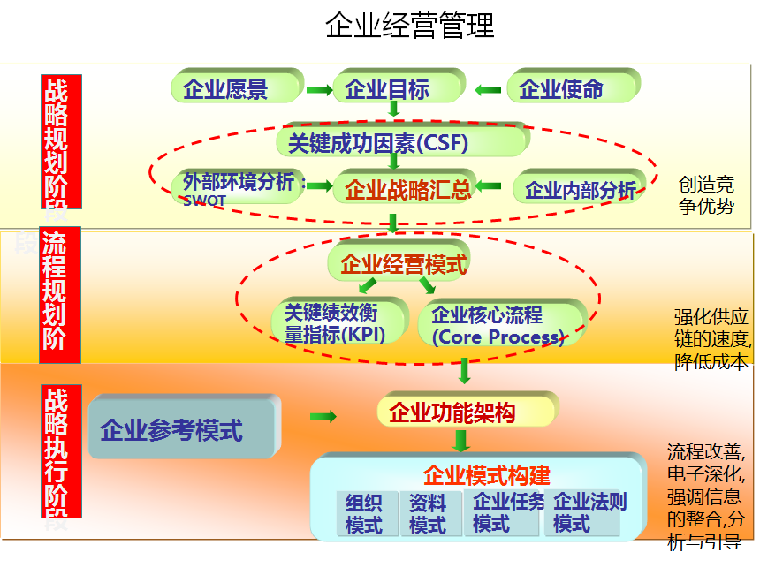 企业经营管理
战略规划阶段
企业愿景
企业目标
企业使命
关键成功因素(CSF)
外部环境分析：
SWOT
企业战略汇总
企业内部分析
创造竞
争优势
流程规划阶
段
企业经营模式
关键绩效衡
量指标(KPI)
企业核心流程
(Core Process)
强化供应
链的速度,
降低成本
战略执行阶段
企业参考模式
企业功能架构
企业模式构建
组织
模式
资料
模式
企业任务
模式
企业法则
模式
流程改善,
电子深化,
强调信息
的整合,分
析与引导